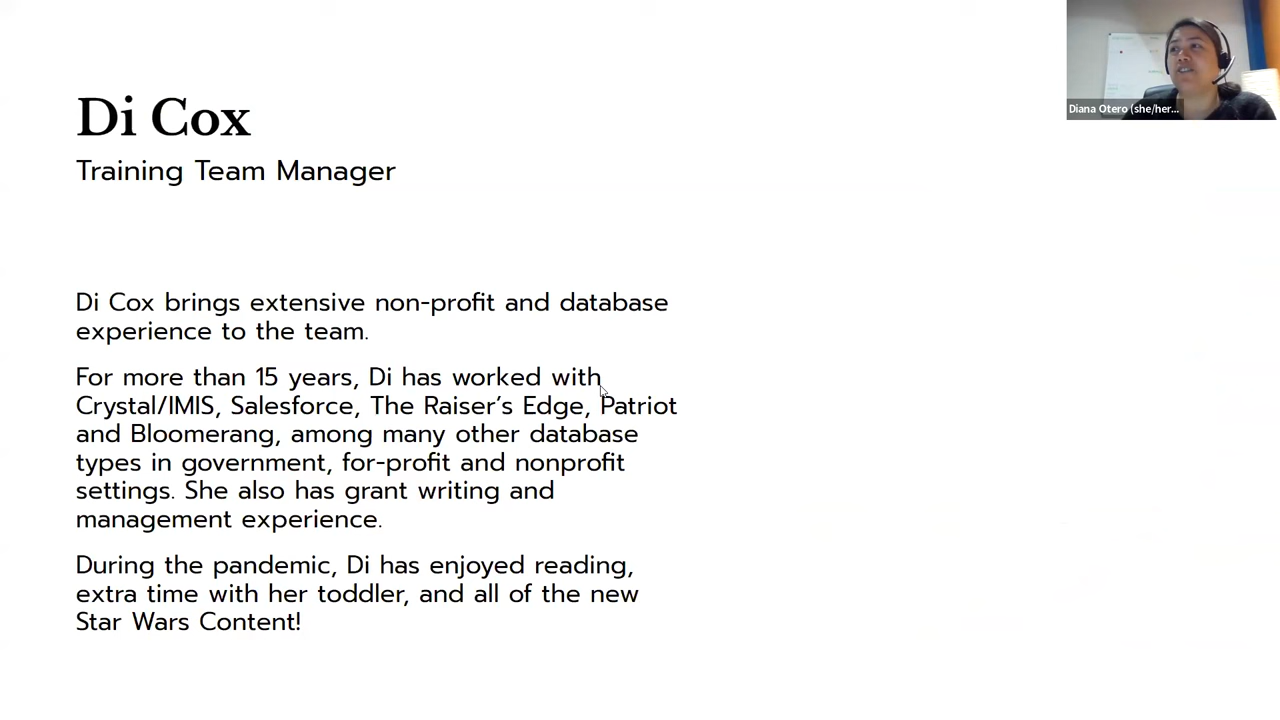 Di Cox
Training Team Manager
Di Cox brings extensive non-profit and database
experience to the team.
For more than 15 years, Di has worked with
Crystal/IMIS, Salesforce, The Raiser’s Edge, Patriot
and Bloomerang, among many other database
types in government, for-profit and nonprofit
settings. She also has grant writing and
management experience.
During the pandemic, Di has enjoyed reading,
extra time with her toddler, and all of the new
Star Wars Content!
Diana Otero (she/her...